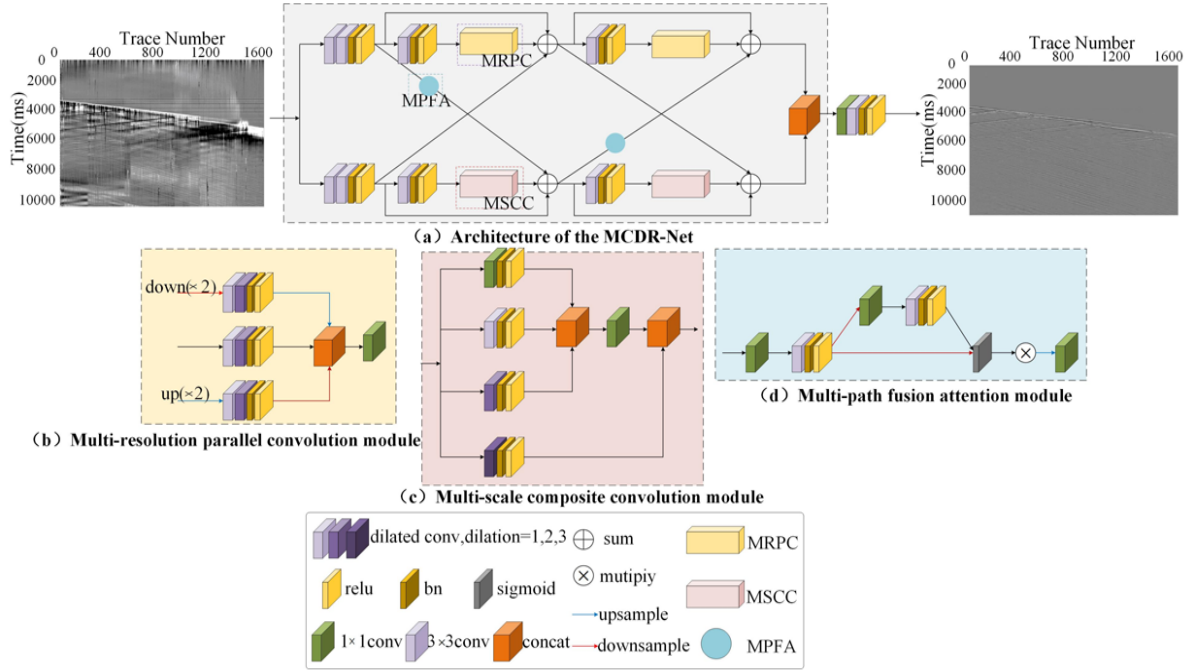 Trace Number
0 400 800 1200 1600
0
2000
4000
6000
8000
10000
Time(ms)
MRPC
MPFA
MSCC
Trace Number
0 400 800 1200 1600
0
2000
4000
6000
8000
10000
Time(ms)
(a) Architecture of the MCDR-Net
down(×2)
up(×2)
(b) Multi-resolution parallel convolution module
(c) Multi-scale composite convolution module
(d) Multi-path fusion attention module
dilated conv,dilation=1,2,3
sum
MRPC
relu
bn
sigmoid
mutipiy
MSCC
upsample
1×1conv
3×3conv
concat
downsample
MPFA